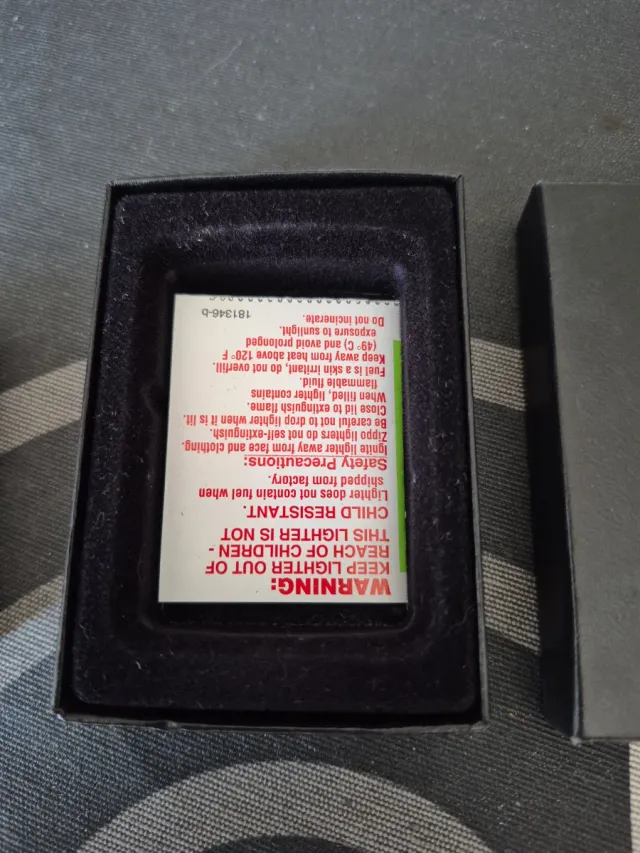 WARNING:
KEEP LIGHTER OUT OF
REACH OF CHILDREN -
THIS LIGHTER IS NOT
CHILD RESISTANT.
Lighter does not contain fuel when
shipped from factory.
Safety Precautions:
Ignite lighter away from face and clothing.
Zippo lighters do not self-extinguish.
Be careful not to drop lighter when it is lit.
Close lid to extinguish flame.
When filled, lighter contains
flammable fluid.
Fuel is a skin irritant, do not overfill.
Keep away from heat above 120° F
(49° C) and avoid prolonged
exposure to sunlight.
Do not incinerate.
181346-b